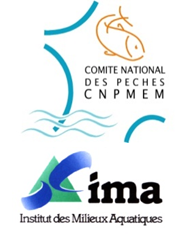 COMITE NATIONAL
DES PECHES
CNPMEM
ima
Institut des Milieux Aquatiques